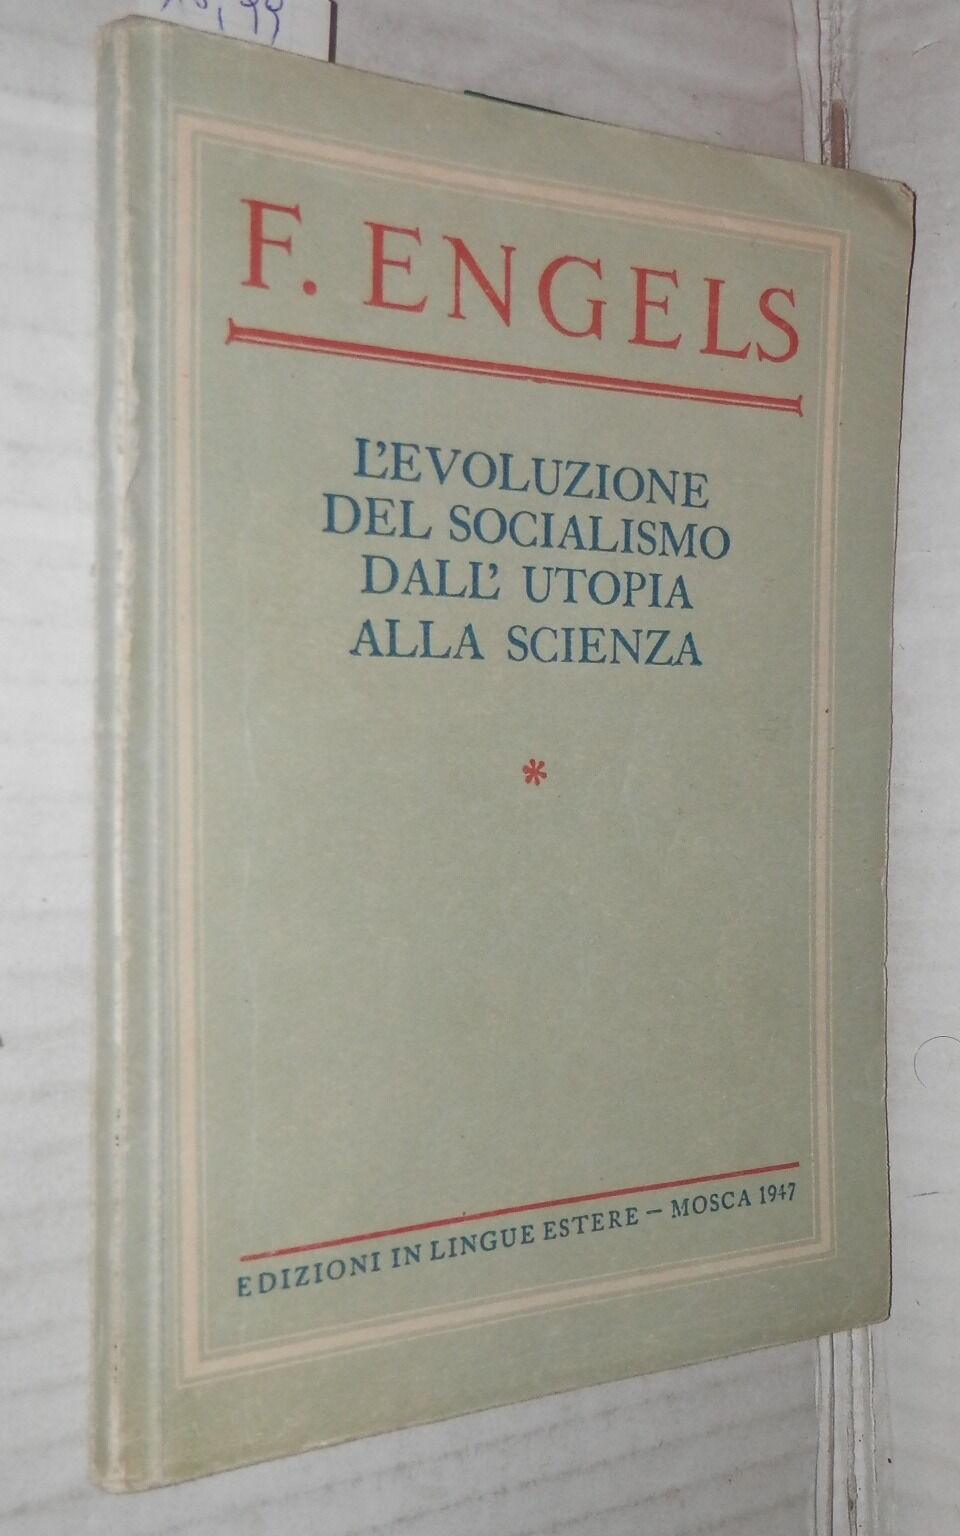 F. ENGELS
L'EVOLUZIONE
DEL SOCIALISMO
DALL' UTOPIA
ALLA SCIENZA
*
EDIZIONI IN LINGUE ESTERE — MOSCA 1947